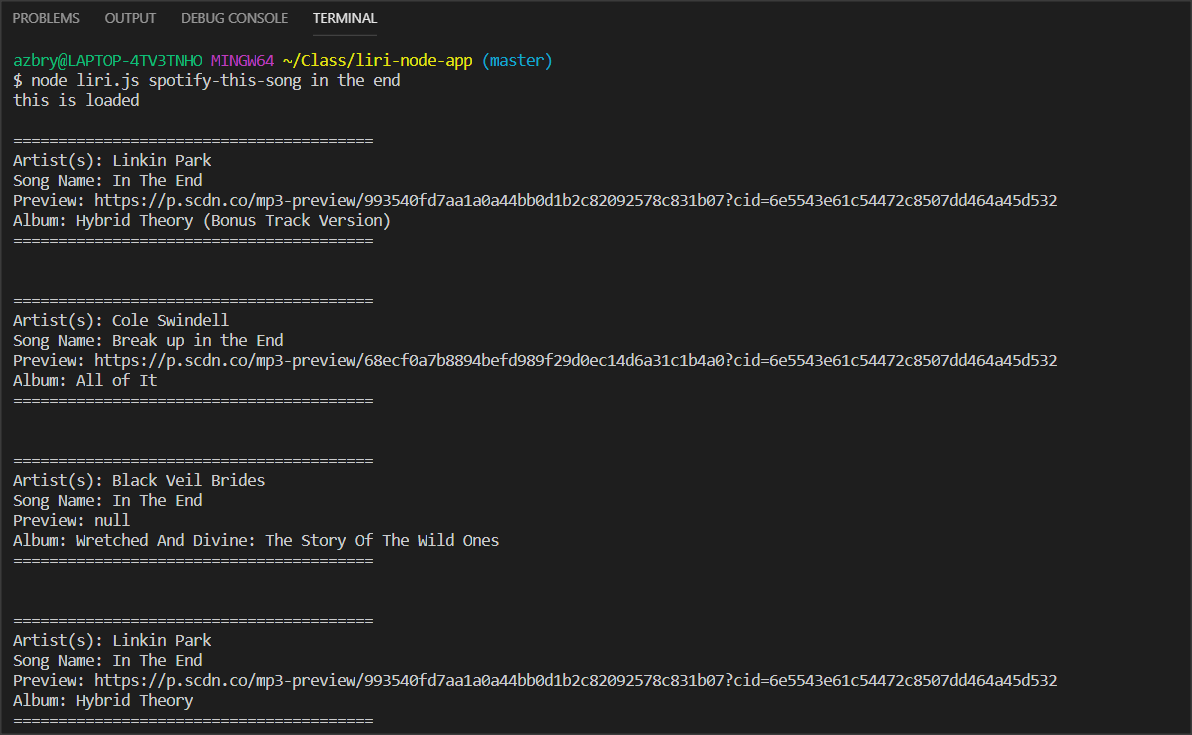 PROBLEMS OUTPUT DEBUG CONSOLE TERMINAL
azbry@LAPTOP-4TV3TNHO MINGW64 ~/Class/liri-node-app (master)
$ node liri.js spotify-this-song in the end
this is loaded
========================================
Artist(s): Linkin Park
Song Name: In The End
Preview: https://p.scdn.co/mp3-preview/993540fd7aa1a0a44bb0d1b2c82092578c831b07?cid=6e5543e61c54472c8507dd464a45d532
Album: Hybrid Theory (Bonus Track Version)
========================================
========================================
Artist(s): Cole Swindell
Song Name: Break up in the End
Preview: https://p.scdn.co/mp3-preview/68ecf0a7b8894befd989f29d0ec14d6a31c1b4a0?cid=6e5543e61c54472c8507dd464a45d532
Album: All of It
========================================
========================================
Artist(s): Black Veil Brides
Song Name: In The End
Preview: null
Album: Wretched And Divine: The Story Of The Wild Ones
========================================
========================================
Artist(s): Linkin Park
Song Name: In The End
Preview: https://p.scdn.co/mp3-preview/993540fd7aa1a0a44bb0d1b2c82092578c831b07?cid=6e5543e61c54472c8507dd464a45d532
Album: Hybrid Theory
========================================